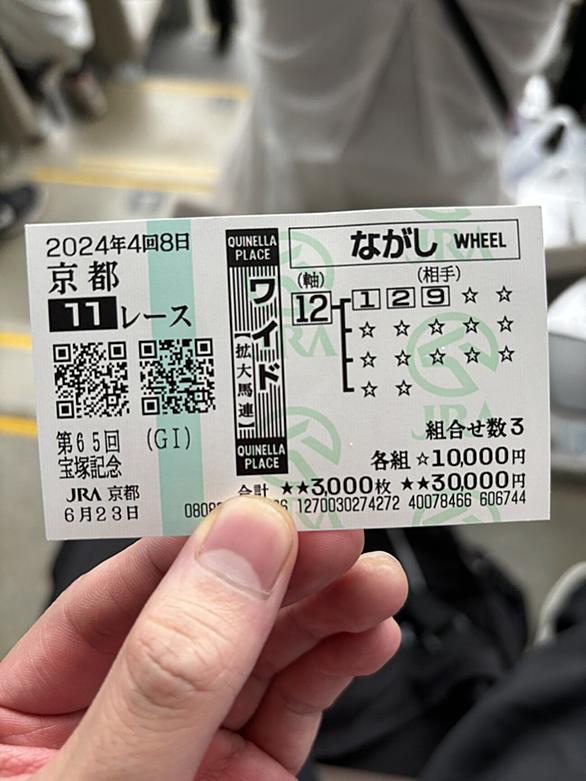 2024年4回8日
京都
11レース
第65回 (GI)
宝塚記念
JRA 京都
6月23日
QUINELLA PLACE
ワイド
【拡大馬連】
QUINELLA PLACE
ながし WHEEL
(軸) (相手)
12 1 2 9 ☆ ☆
☆ ☆ ☆ ☆ ☆
☆ ☆ ☆ ☆ ☆
☆ ☆
組合せ数3
各組 ☆10,000円
合計 ★★3,000枚 ★★30,000円
1270030274272 40078466 606744
JRA
JRA